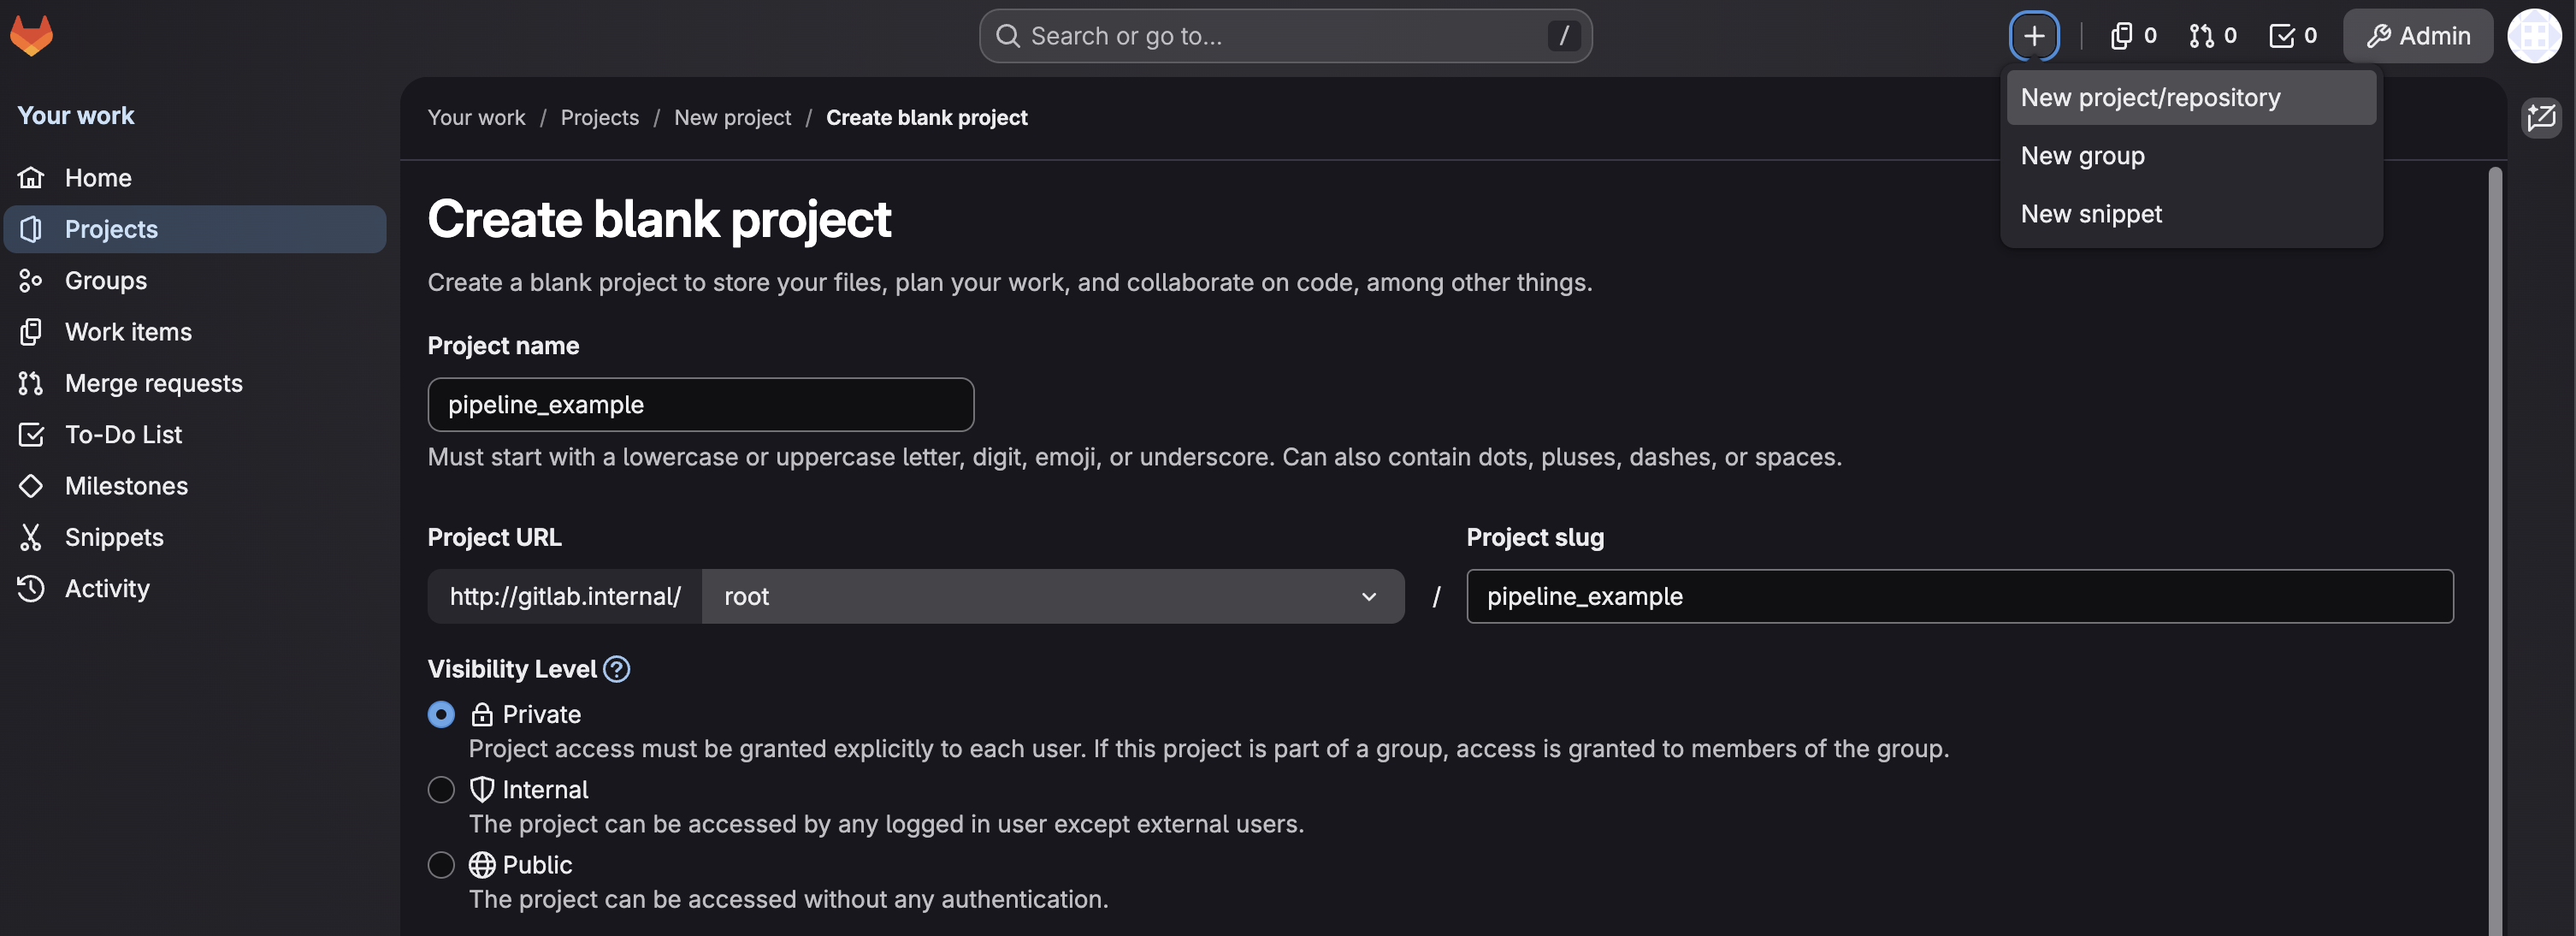 Search or go to...
/
0
0
0
Admin
New project/repository
New group
New snippet
Your work
Home
Projects
Groups
Work items
Merge requests
To-Do List
Milestones
Snippets
Activity
Your work / Projects / New project / Create blank project
Create blank project
Create a blank project to store your files, plan your work, and collaborate on code, among other things.
Project name
pipeline_example
Must start with a lowercase or uppercase letter, digit, emoji, or underscore. Can also contain dots, pluses, dashes, or spaces.
Project URL
http://gitlab.internal/ root
/
Project slug
pipeline_example
Visibility Level ?
Private
Project access must be granted explicitly to each user. If this project is part of a group, access is granted to members of the group.
Internal
The project can be accessed by any logged in user except external users.
Public
The project can be accessed without any authentication.